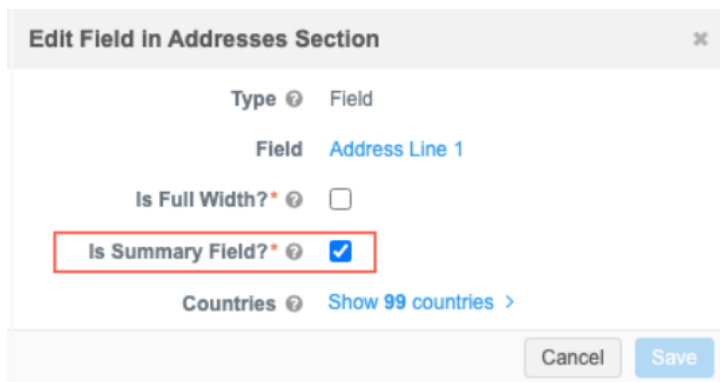 Edit Field in Addresses Section ×
Type ? Field
Field Address Line 1
Is Full Width?* ?
Is Summary Field?* ?
Countries ? Show 99 countries >
Cancel Save